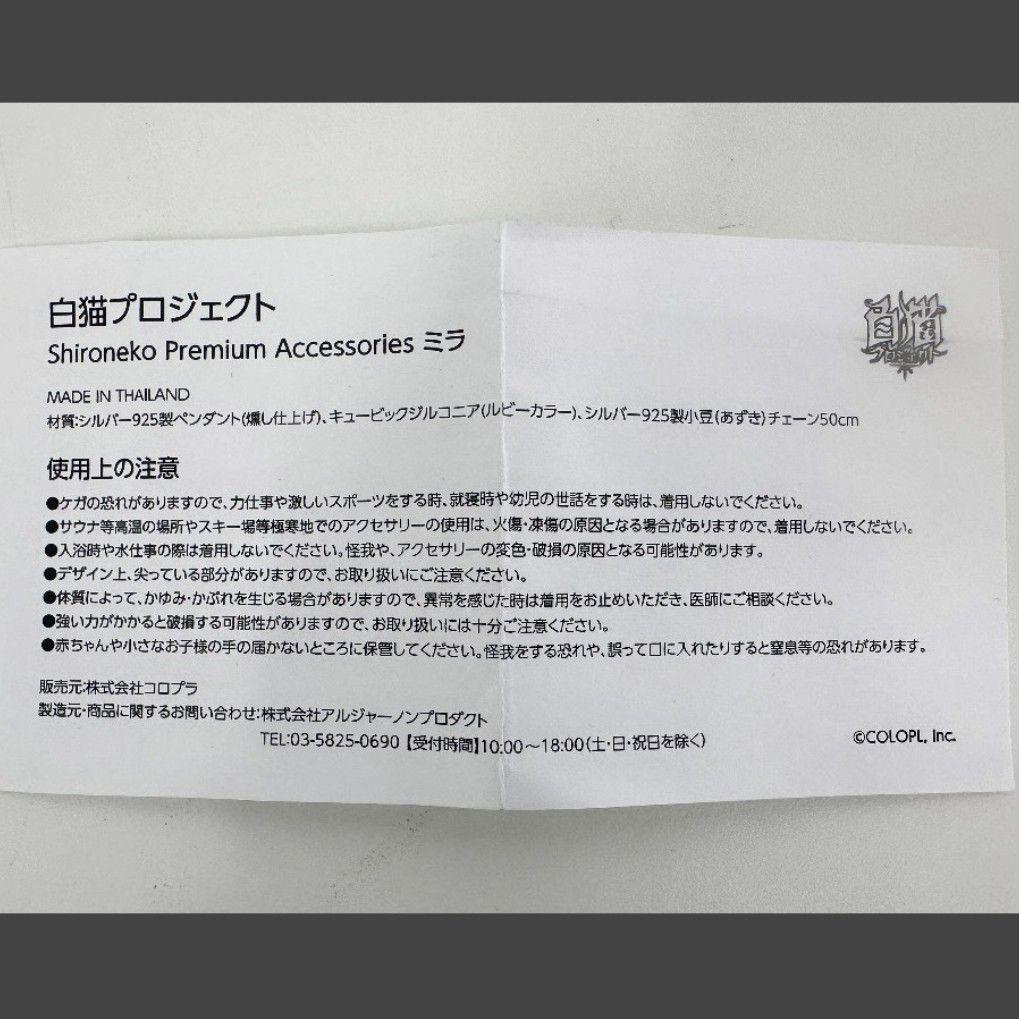 白猫プロジェクト
Shironeko Premium Accessories ミラ
白猫
プロジェクト
MADE IN THAILAND
材質:シルバー925製ペンダント(燻し仕上げ)、キュービックジルコニア(ルビーカラー)、シルバー925製小豆(あずき)チェーン50cm
使用上の注意
●ケガの恐れがありますので、力仕事や激しいスポーツをする時、就寝時や幼児の世話をする時は、着用しないでください。
●サウナ等高温の場所やスキー場等極寒地でのアクセサリーの使用は、火傷・凍傷の原因となる場合がありますので、着用しないでください。
●入浴時や水仕事の際は着用しないでください。怪我や、アクセサリーの変色・破損の原因となる可能性があります。
●デザイン上、尖っている部分がありますので、お取り扱いにご注意ください。
●体質によって、かゆみ・かぶれを生じる場合がありますので、異常を感じた時は着用をお止めいただき、医師にご相談ください。
●強い力がかかると破損する可能性がありますので、お取り扱いには十分ご注意ください。
●赤ちゃんや小さなお子様の手の届かないところに保管してください。怪我をする恐れや、誤って口に入れたりすると窒息等の恐れがあります。
販売元:株式会社コロプラ
製造元・商品に関するお問い合わせ:株式会社アルジャーノンプロダクト
TEL:03-5825-0690【受付時間】10:00～18:00(土・日・祝日を除く)
©COLOPL, Inc.